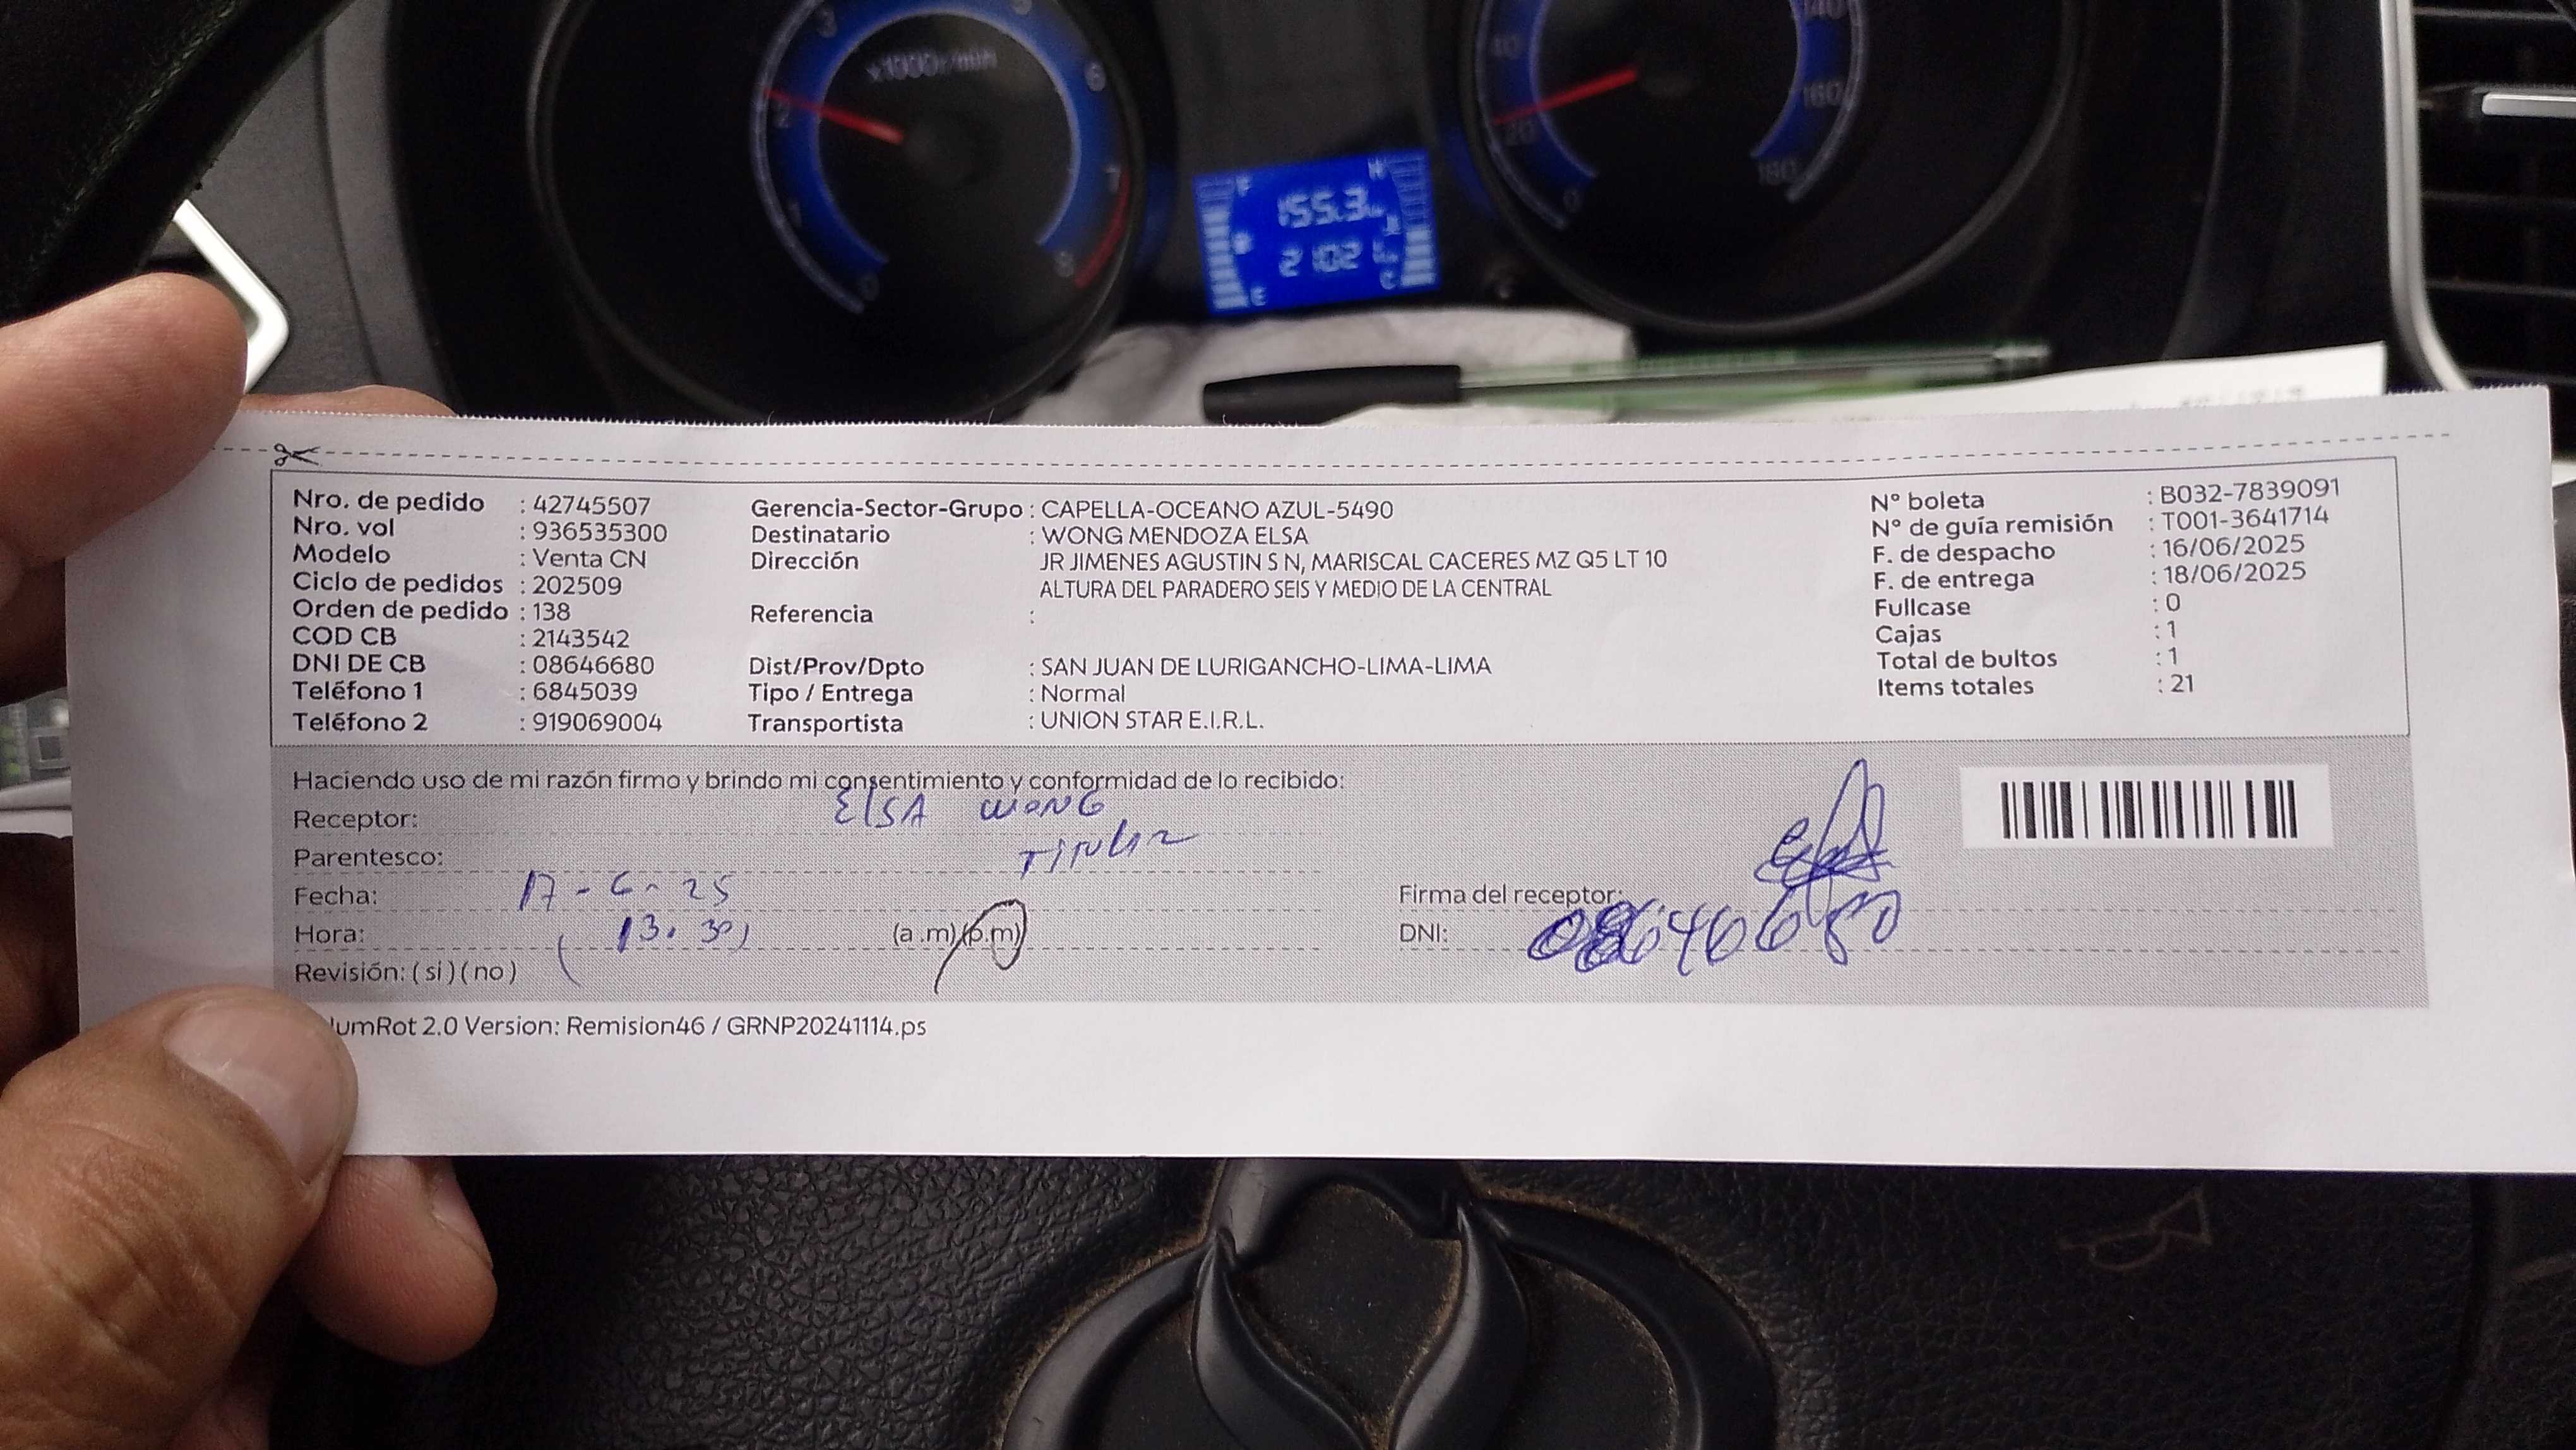 x1000r/min
155.3
2102
Nro. de pedido : 42745507
Nro. vol : 936535300
Modelo : Venta CN
Ciclo de pedidos : 202509
Orden de pedido : 138
COD CB : 2143542
DNI DE CB : 08646680
Teléfono 1 : 6845039
Teléfono 2 : 919069004
Gerencia-Sector-Grupo : CAPELLA-OCEANO AZUL-5490
Destinatario : WONG MENDOZA ELSA
Dirección JR JIMENES AGUSTIN S N, MARISCAL CACERES MZ Q5 LT 10
ALTURA DEL PARADERO SEIS Y MEDIO DE LA CENTRAL
Referencia :
Dist/Prov/Dpto : SAN JUAN DE LURIGANCHO-LIMA-LIMA
Tipo / Entrega : Normal
Transportista : UNION STAR E.I.R.L.
N° boleta : B032-7839091
N° de guía remisión : T001-3641714
F. de despacho : 16/06/2025
F. de entrega : 18/06/2025
Fullcase : 0
Cajas : 1
Total de bultos : 1
Items totales : 21
Haciendo uso de mi razón firmo y brindo mi consentimiento y conformidad de lo recibido:
Receptor: ELSA WONG
Parentesco: TITULAR
Fecha: 17-6-25
Hora: 13.30 (a.m) (p.m)
Revisión: ( si ) ( no )
Firma del receptor:
DNI: 08646680
umRot 2.0 Version: Remision46 / GRNP20241114.ps